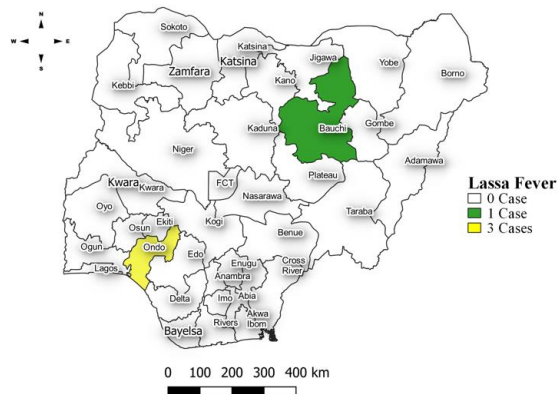 N
W E
S
Sokoto
Katsina
Katsina
Jigawa
Yobe
Borno
Zamfara
Kebbi
Kano
Kaduna
Bauchi
Gombe
Niger
Adamawa
Plateau
FCT
Nasarawa
Kwara
Kwara
Taraba
Oyo
Kogi
Osun
Ekiti
Benue
Ogun
Ondo
Edo
Lagos
Enugu
Cross
River
Anambra
Delta
Imo
Abia
Akwa
Ibom
Rivers
Bayelsa
Lassa Fever
0 Case
1 Case
3 Cases
0 100 200 300 400 km